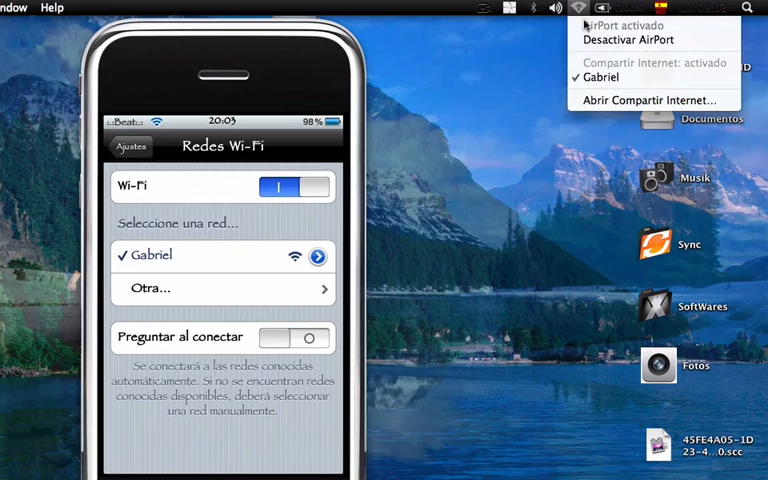 ndow Help
AirPort activado
Desactivar AirPort
Compartir Internet: activado
✓ Gabriel
Abrir Compartir Internet...
.:.Beat:. 20:03 98%
Ajustes Redes Wi-Fi
Wi-Fi
Seleccione una red...
✓ Gabriel
Otra...
Preguntar al conectar
Se conectará a las redes conocidas
automáticamente. Si no se encuentran redes
conocidas disponibles, deberá seleccionar
una red manualmente.
Documentos
Musik
Sync
SoftWares
Fotos
45FE4A05-1D
23-4...0.scc